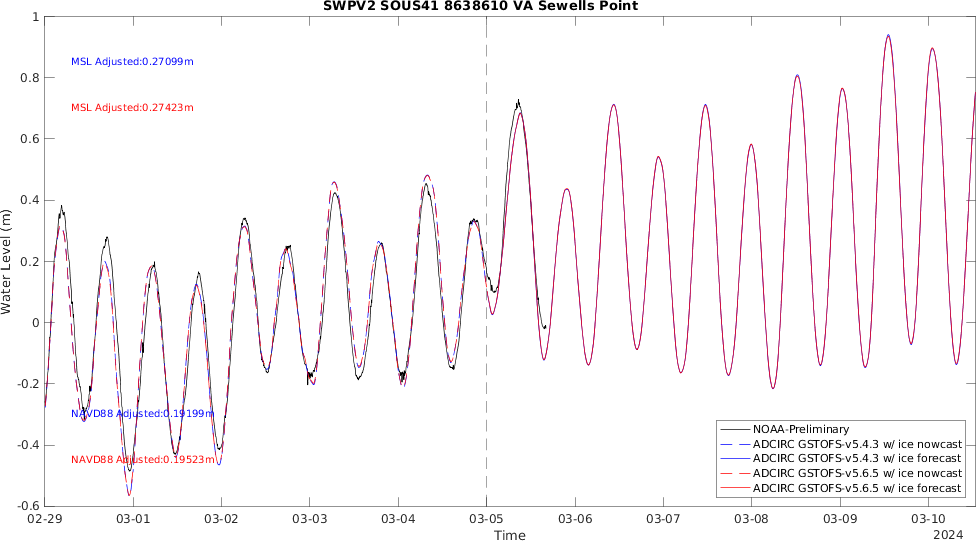 SWPV2 SOUS41 8638610 VA Sewells Point
1
0.8
0.6
0.4
0.2
0
-0.2
-0.4
-0.6
Water Level (m)
MSL Adjusted:0.27099m
MSL Adjusted:0.27423m
NAVD88 Adjusted:0.19199m
NAVD88 Adjusted:0.19523m
NOAA-Preliminary
ADCIRC GSTOFS-v5.4.3 w/ ice nowcast
ADCIRC GSTOFS-v5.4.3 w/ ice forecast
ADCIRC GSTOFS-v5.6.5 w/ ice nowcast
ADCIRC GSTOFS-v5.6.5 w/ ice forecast
02-29 03-01 03-02 03-03 03-04 03-05 03-06 03-07 03-08 03-09 03-10
Time
2024